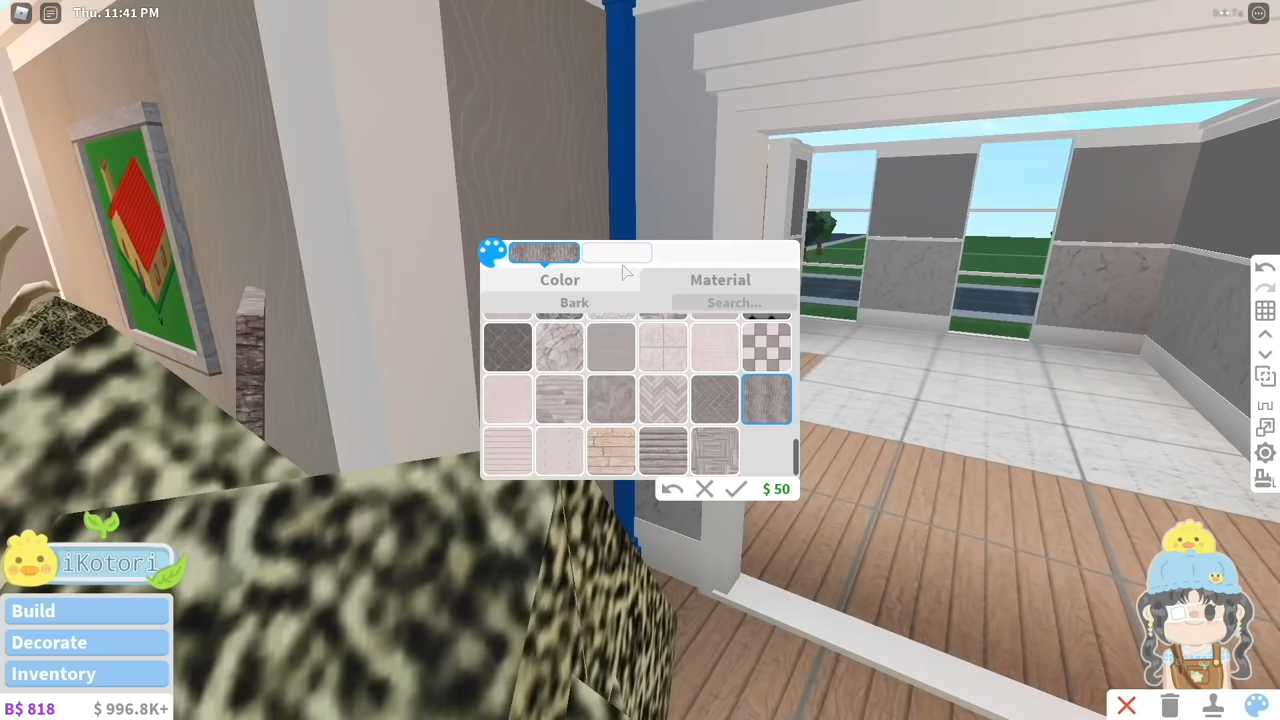 Thu. 11:41 PM
Color
Material
Bark
Search...
$ 50
iKotori
Build
Decorate
Inventory
B$ 818
$ 996.8K+